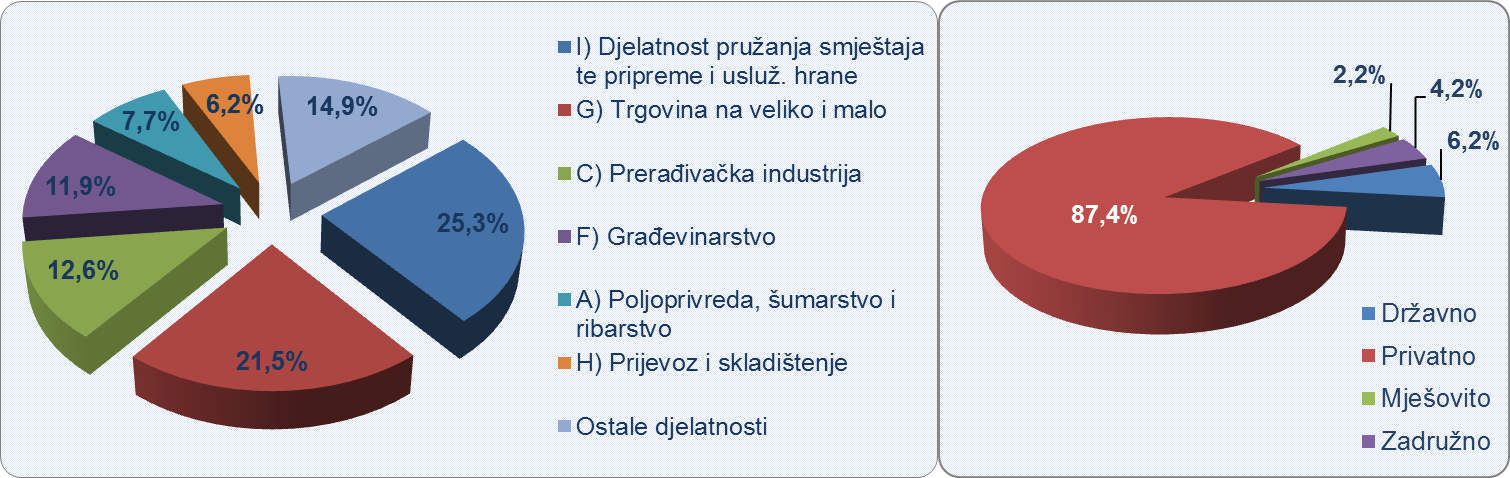 6,2%
14,9%
7,7%
11,9%
25,3%
12,6%
21,5%
I) Djelatnost pružanja smještaja
te pripreme i usluž. hrane
G) Trgovina na veliko i malo
C) Prerađivačka industrija
F) Građevinarstvo
A) Poljoprivreda, šumarstvo i
ribarstvo
H) Prijevoz i skladištenje
Ostale djelatnosti
2,2%
4,2%
6,2%
87,4%
Državno
Privatno
Mješovito
Zadružno